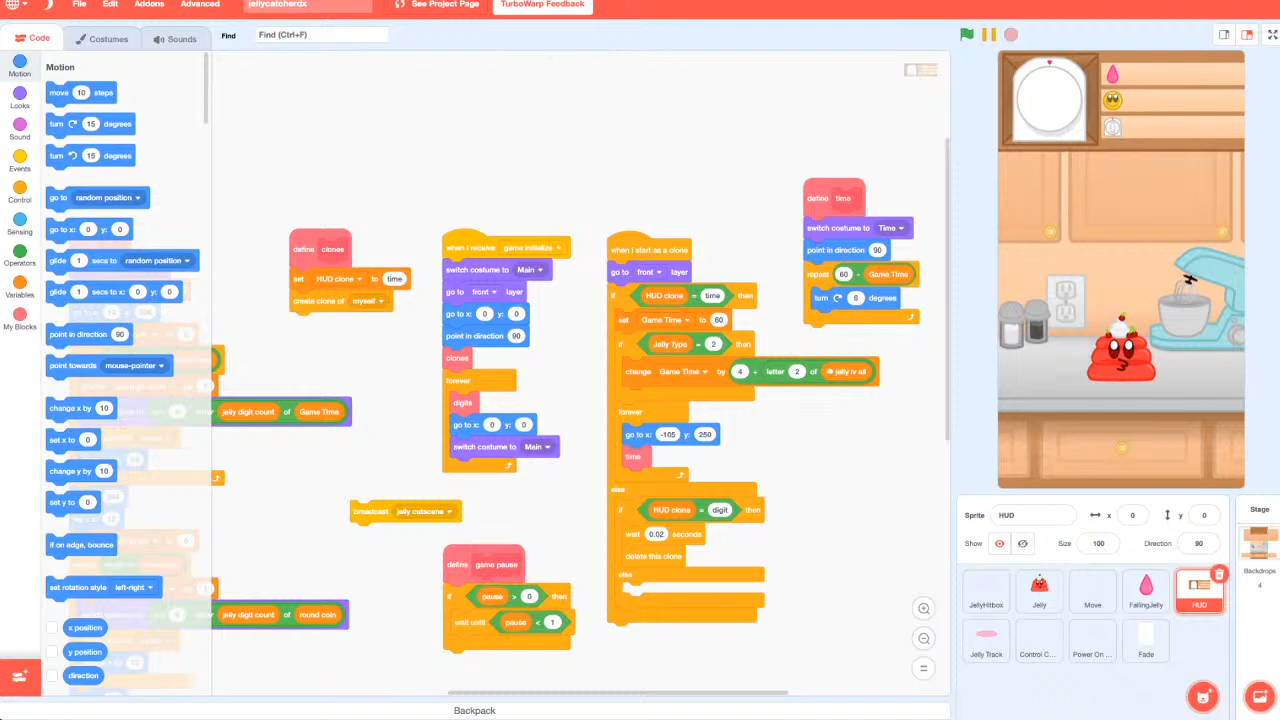 File Edit Addons Advanced jellycatcherdx See Project Page TurboWarp Feedback
Code Costumes Sounds Find Find (Ctrl+F)
Motion
Looks
Sound
Events
Control
Sensing
Operators
Variables
My Blocks
Motion
move 10 steps
turn 15 degrees
turn 15 degrees
go to random position
go to x: 0 y: 0
glide 1 secs to random position
glide 1 secs to x: 0 y: 0
point in direction 90
point towards mouse-pointer
change x by 10
set x to 0
change y by 10
set y to 0
if on edge, bounce
set rotation style left-right
x position
y position
direction
jelly digit count of Game Time
jelly digit count of round coin
define clones
set HUD clone to time
create clone of myself
when I receive game initialize
switch costume to Main
go to front layer
go to x: 0 y: 0
point in direction 90
clones
forever
digits
go to x: 0 y: 0
switch costume to Main
broadcast jelly cutscene
define game pause
if pause > 0 then
wait until pause < 1
when I start as a clone
go to front layer
if HUD clone = time then
set Game Time to 60
if Jelly Type = 2 then
change Game Time by 4 + letter 2 of jelly lv all
forever
go to x: -105 y: 250
time
else
if HUD clone = digit then
wait 0.02 seconds
delete this clone
else
define time
switch costume to Time
point in direction 90
repeat 60 - Game Time
turn 6 degrees
Sprite HUD x 0 y 0
Show Size 100 Direction 90
JellyHitbox Jelly Move FallingJelly HUD
Jelly Track Control C... Power On ... Fade
Stage
Backdrops
4
Backpack